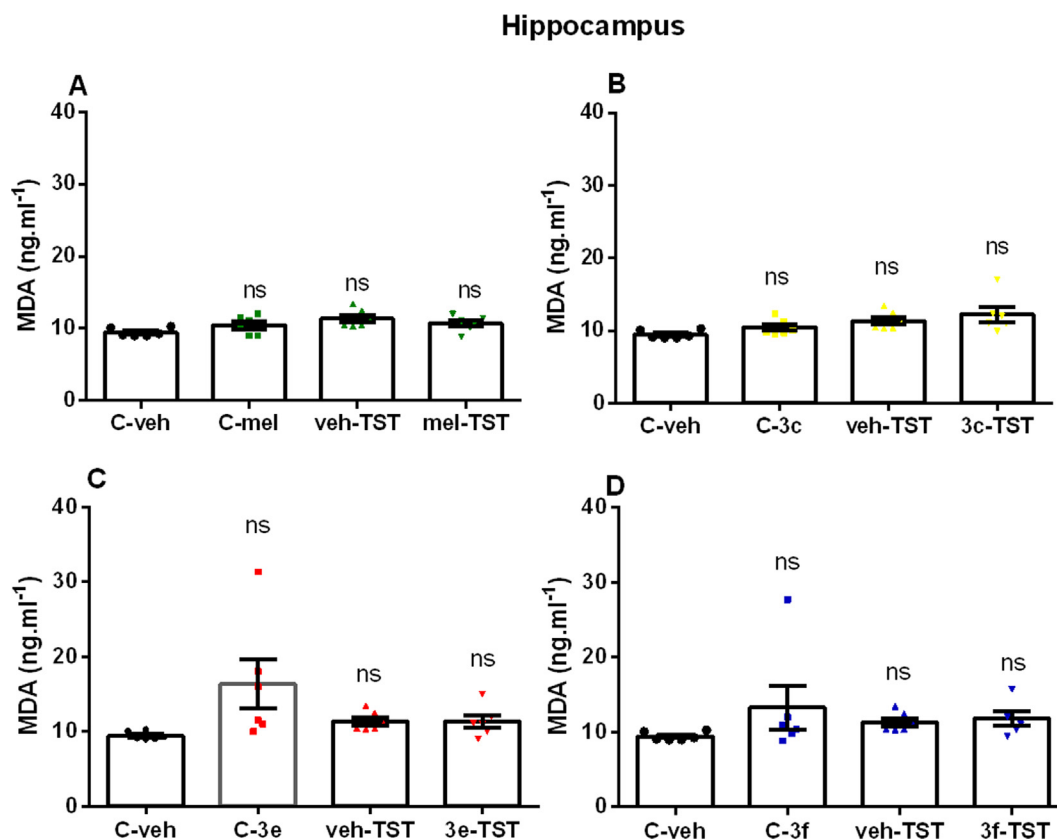 Hippocampus
A
MDA (ng.ml⁻¹)
40
30
20
10
0
ns
ns
ns
C-veh C-mel veh-TST mel-TST
B
MDA (ng.ml⁻¹)
40
30
20
10
0
ns
ns
ns
C-veh C-3c veh-TST 3c-TST
C
MDA (ng.ml⁻¹)
40
30
20
10
0
ns
ns
ns
C-veh C-3e veh-TST 3e-TST
D
MDA (ng.ml⁻¹)
40
30
20
10
0
ns
ns
ns
C-veh C-3f veh-TST 3f-TST